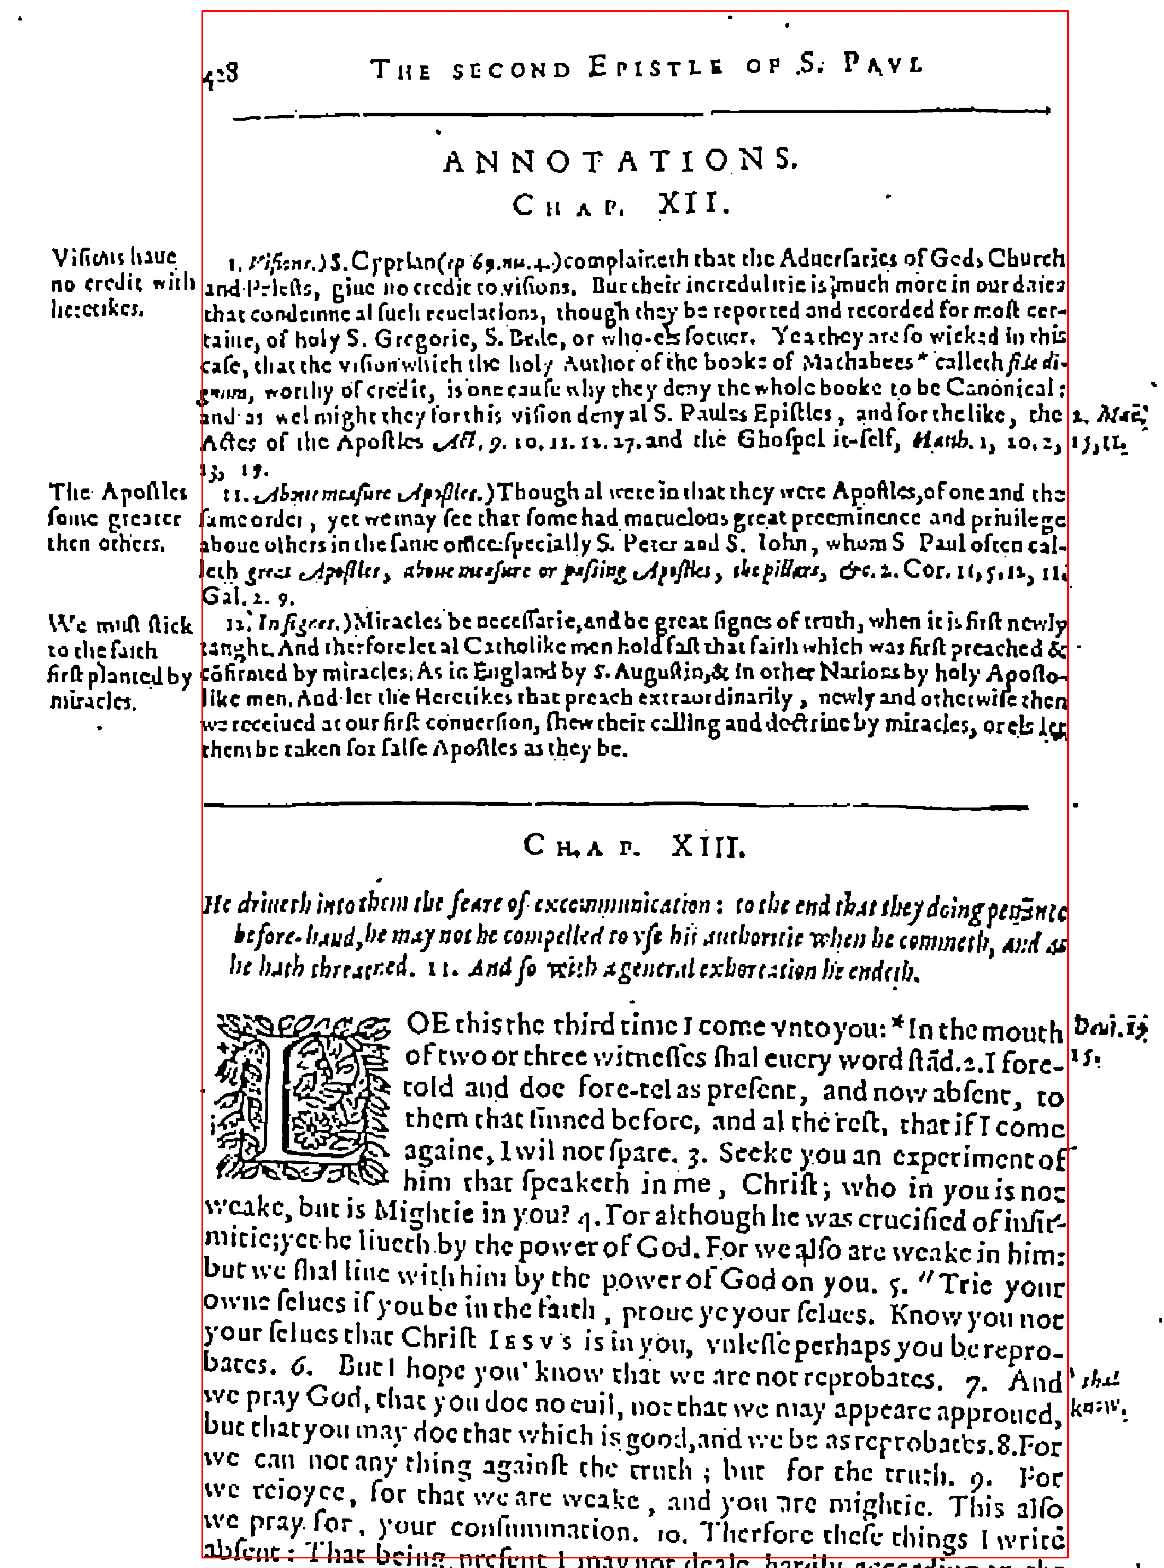 428 THE SECOND EPISTLE OF S. PAVL
ANNOTATIONS.
CHAP. XII.
Visions haue
no credit with
heretikes.
1. Visions.) S. Cyprian (ep 69. nu. 4.) complaineth that the Aduersaries of Gods Church
and Priests, giue no credit to visions. But their incredulitie is much more in our daies
that condemne al such reuelations, though they be reported and recorded for most cer-
taine, of holy S. Gregorie, S. Bede, or who-els soeuer. Yea they are so wicked in this
case, that the vision which the holy Author of the booke of Machabees * calleth fide di-
gnum, worthy of credit, is one cause why they deny the whole booke to be Canonical:
and as wel might they for this vision deny al S. Paules Epistles, and for the like, the
2. Mac.
Actes of the Apostles Act. 9. 10. 11. 12. 27. and the Ghospel it-self, Matth. 1, 20. 2,
15, 11.
13, 19.
The Apostles
some greater
then others.
11. Aboue measure Apostles.) Though al were in that they were Apostles, of one and the
same order, yet we may see that some had maruelous great preeminence and priuilege
aboue others in the same office, specially S. Peter and S. Iohn, whom S Paul often cal-
leth great Apostles, aboue measure or passing Apostles, the pillars, &c. 2. Cor. 11, 5. 12, 11.
Gal. 2. 9.
We must stick
to the faith
first planted by
miracles.
12. In signes.) Miracles be necessarie, and be great signes of truth, when it is first newly
taught. And therfore let al Catholike men hold fast that faith which was first preached &
cõfirmed by miracles: As in England by S. Augustin, & in other Nations by holy Aposto-
like men. And let the Heretikes that preach extraordinarily, newly and otherwise then
we receiued at our first conuersion, shew their calling and doctrine by miracles, or els let
them be taken for false Apostles as they be.
CHAP. XIII.
He driueth into them the feare of excommunication: to the end that they doing penãnce
before-hand, he may not be compelled to vse his authoritie when he commeth, and as
he hath threatned. 11. And so with a general exhortation he endeth.
LOE this the third time I come vnto you: * In the mouth
Deut. 19
of two or three witnesses shal euery word stãd. 2. I fore-
15.
told and doe fore-tel as present, and now absent, to
them that sinned before, and al the rest, that if I come
againe, I wil not spare. 3. Seeke you an experiment of
him that speaketh in me, Christ; who in you is not
weake, but is Mightie in you? 4. For although he was crucified of infir-
mitie; yet he liueth by the power of God. For we also are weake in him:
but we shal liue with him by the power of God on you. 5. " Trie your
owne selues if you be in the faith, proue ye your selues. Know you not
your selues that Christ IESVS is in you, vnlesse perhaps you be repro-
bates. 6. But I hope you know that we are not reprobates. 7. And
' that
we pray God, that you doe no euil, not that we may appeare approued,
know.
but that you may doe that which is good, and we be as reprobates. 8. For
we can not any thing against the truth; but for the truth. 9. For
we reioyce, for that we are weake, and you are mightie. This also
we pray for, your consummation. 10. Therfore these things I write
absent: That being present I may not deale hardly according to the